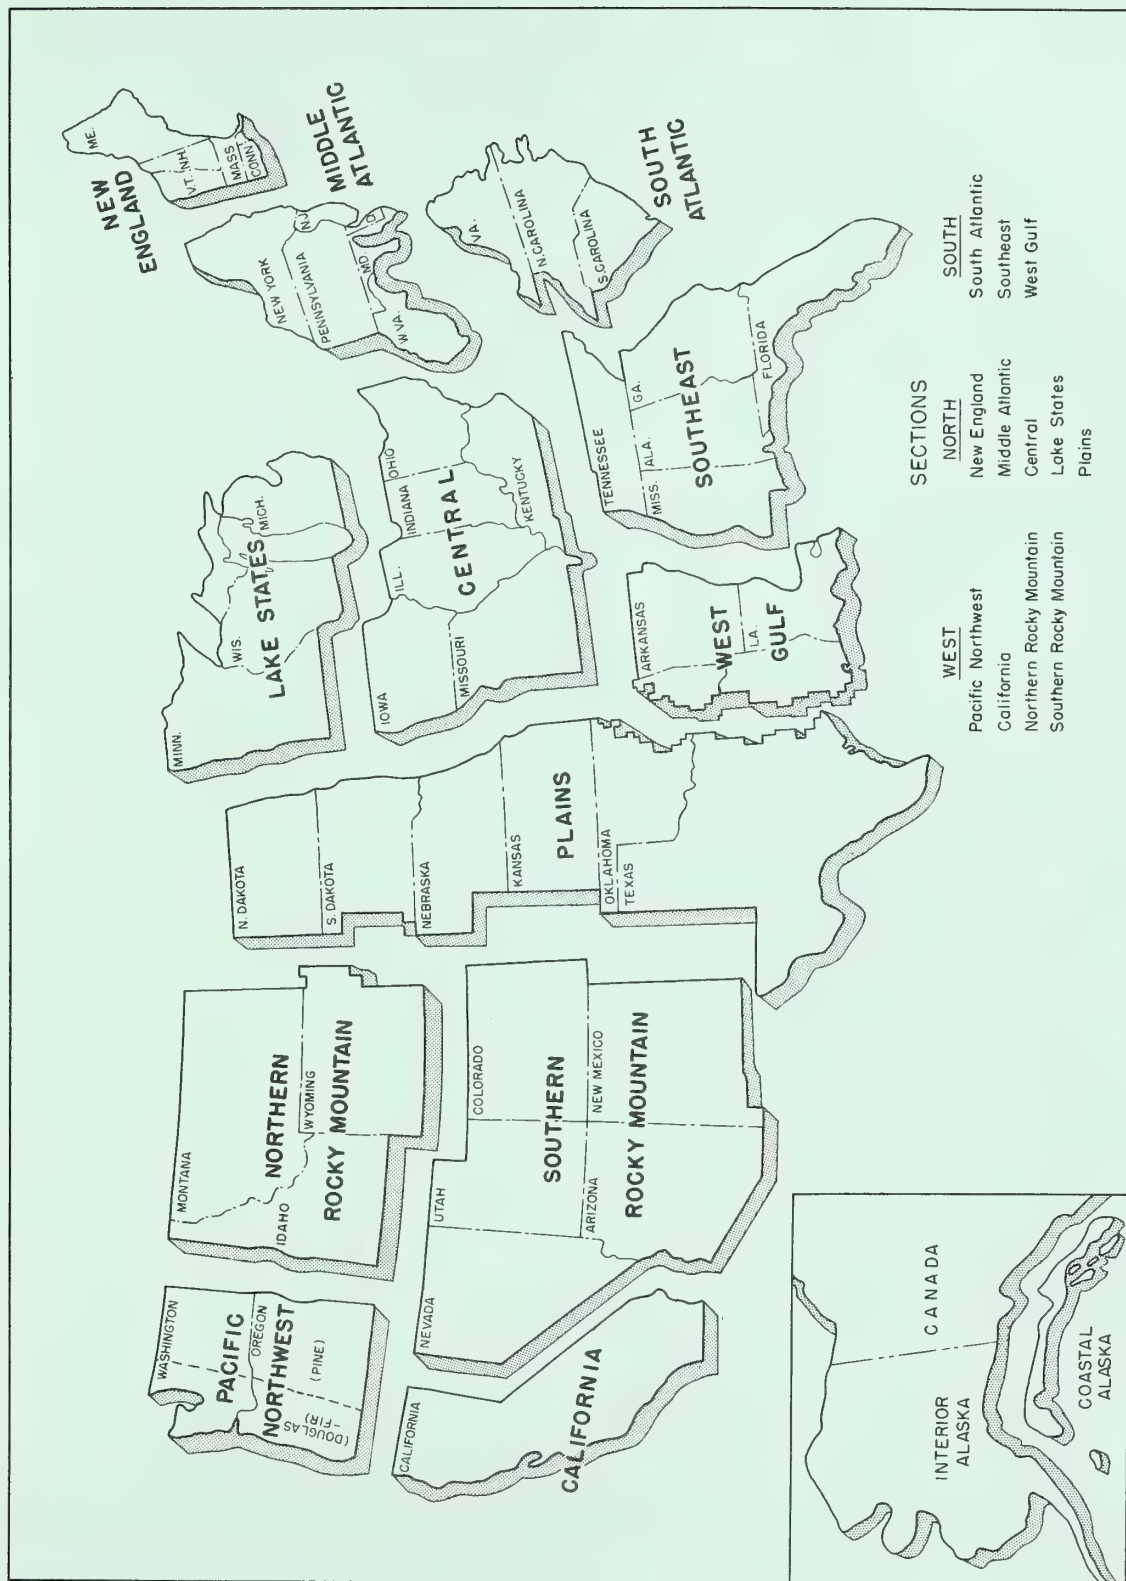 NEW
ENGLAND
ME.
V.T.
N.H.
MASS
CONN
MIDDLE
ATLANTIC
NEW YORK
PENNSYLVANIA
N.J.
MD.
D.
W.VA.
SOUTH
ATLANTIC
VA.
N. CAROLINA
S. CAROLINA
LAKE STATES
MINN.
WIS.
MICH.
CENTRAL
IOWA
MISSOURI
ILL.
INDIANA
OHIO
KENTUCKY
SOUTHEAST
TENNESSEE
MISS.
ALA.
GA.
FLORIDA
WEST
GULF
ARKANSAS
LA.
PLAINS
N. DAKOTA
S. DAKOTA
NEBRASKA
KANSAS
OKLAHOMA
TEXAS
NORTHERN
ROCKY MOUNTAIN
MONTANA
IDAHO
WYOMING
SOUTHERN
ROCKY MOUNTAIN
NEVADA
UTAH
COLORADO
ARIZONA
NEW MEXICO
PACIFIC
NORTHWEST
WASHINGTON
OREGON
(PINE)
(DOUGLAS
-FIR)
CALIFORNIA
CALIFORNIA
INTERIOR
ALASKA
CANADA
COASTAL
ALASKA
SECTIONS
WEST
Pacific Northwest
California
Northern Rocky Mountain
Southern Rocky Mountain
NORTH
New England
Middle Atlantic
Central
Lake States
Plains
SOUTH
South Atlantic
Southeast
West Gulf